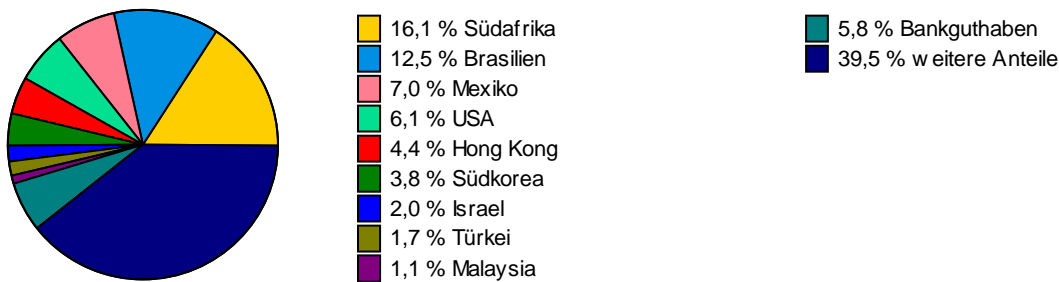 16,1 % Südafrika
12,5 % Brasilien
7,0 % Mexiko
6,1 % USA
4,4 % Hong Kong
3,8 % Südkorea
2,0 % Israel
1,7 % Türkei
1,1 % Malaysia
5,8 % Bankguthaben
39,5 % weitere Anteile